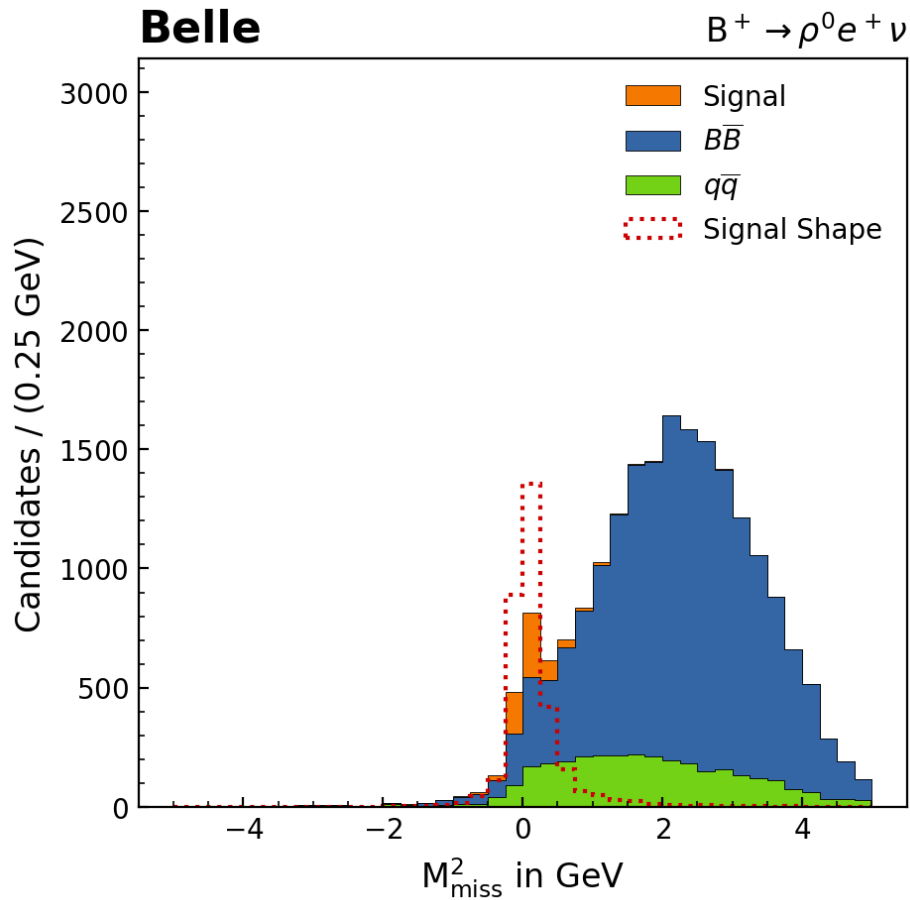 Belle
B⁺ → ρ⁰e⁺ν
Signal
BB̅
qq̅
Signal Shape
Candidates / (0.25 GeV)
3000
2500
2000
1500
1000
500
0
−4 −2 0 2 4
M²miss in GeV